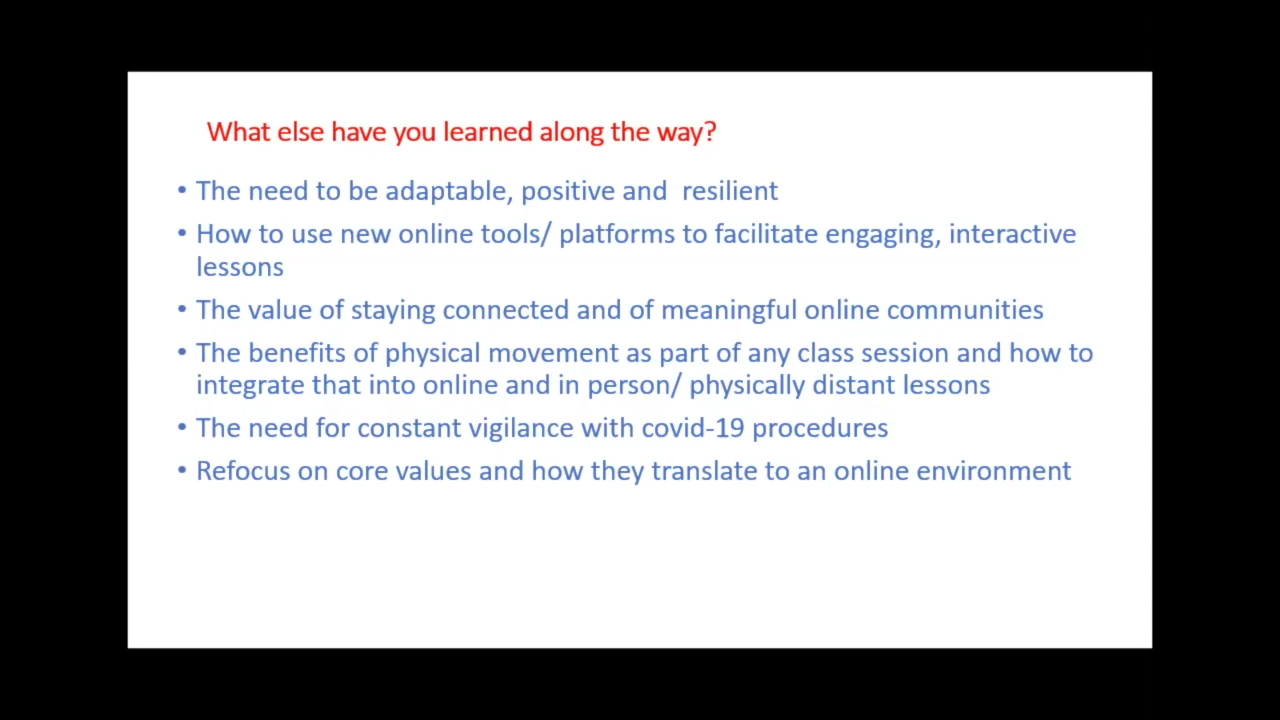 What else have you learned along the way?
• The need to be adaptable, positive and  resilient
• How to use new online tools/ platforms to facilitate engaging, interactive
lessons
• The value of staying connected and of meaningful online communities
• The benefits of physical movement as part of any class session and how to
integrate that into online and in person/ physically distant lessons
• The need for constant vigilance with covid-19 procedures
• Refocus on core values and how they translate to an online environment